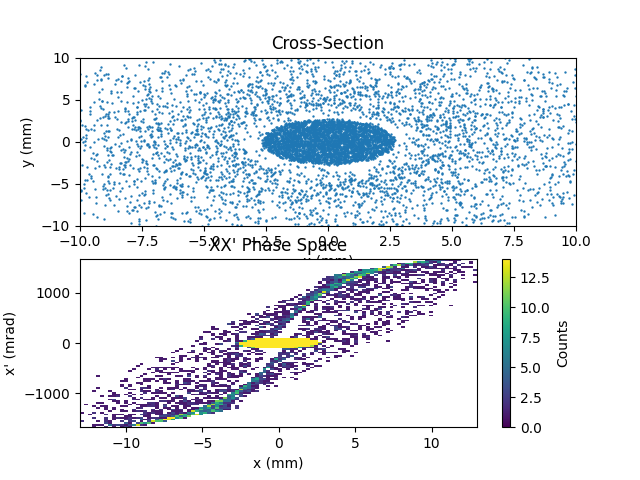 Cross-Section
10
5
0
−5
−10
y (mm)
−10.0 −7.5 −5.0 −2.5 0.0 2.5 5.0 7.5 10.0
x (mm)
XX' Phase Space
1000
0
−1000
x' (mrad)
−10 −5 0 5 10
x (mm)
12.5
10.0
7.5
5.0
2.5
0.0
Counts